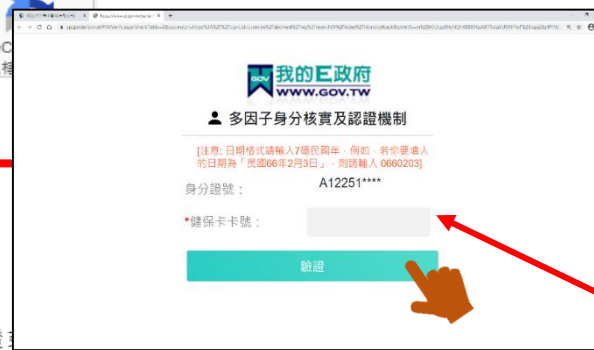 我的E政府
gov
WWW.GOV.TW
多因子身分核實及認證機制
[注意: 日期格式請輸入7碼民國年,例如,若你要填入
的日期為「民國66年2月3日」,則請輸入 0660203]
身分證號:
A12251****
*健保卡卡號:
驗證